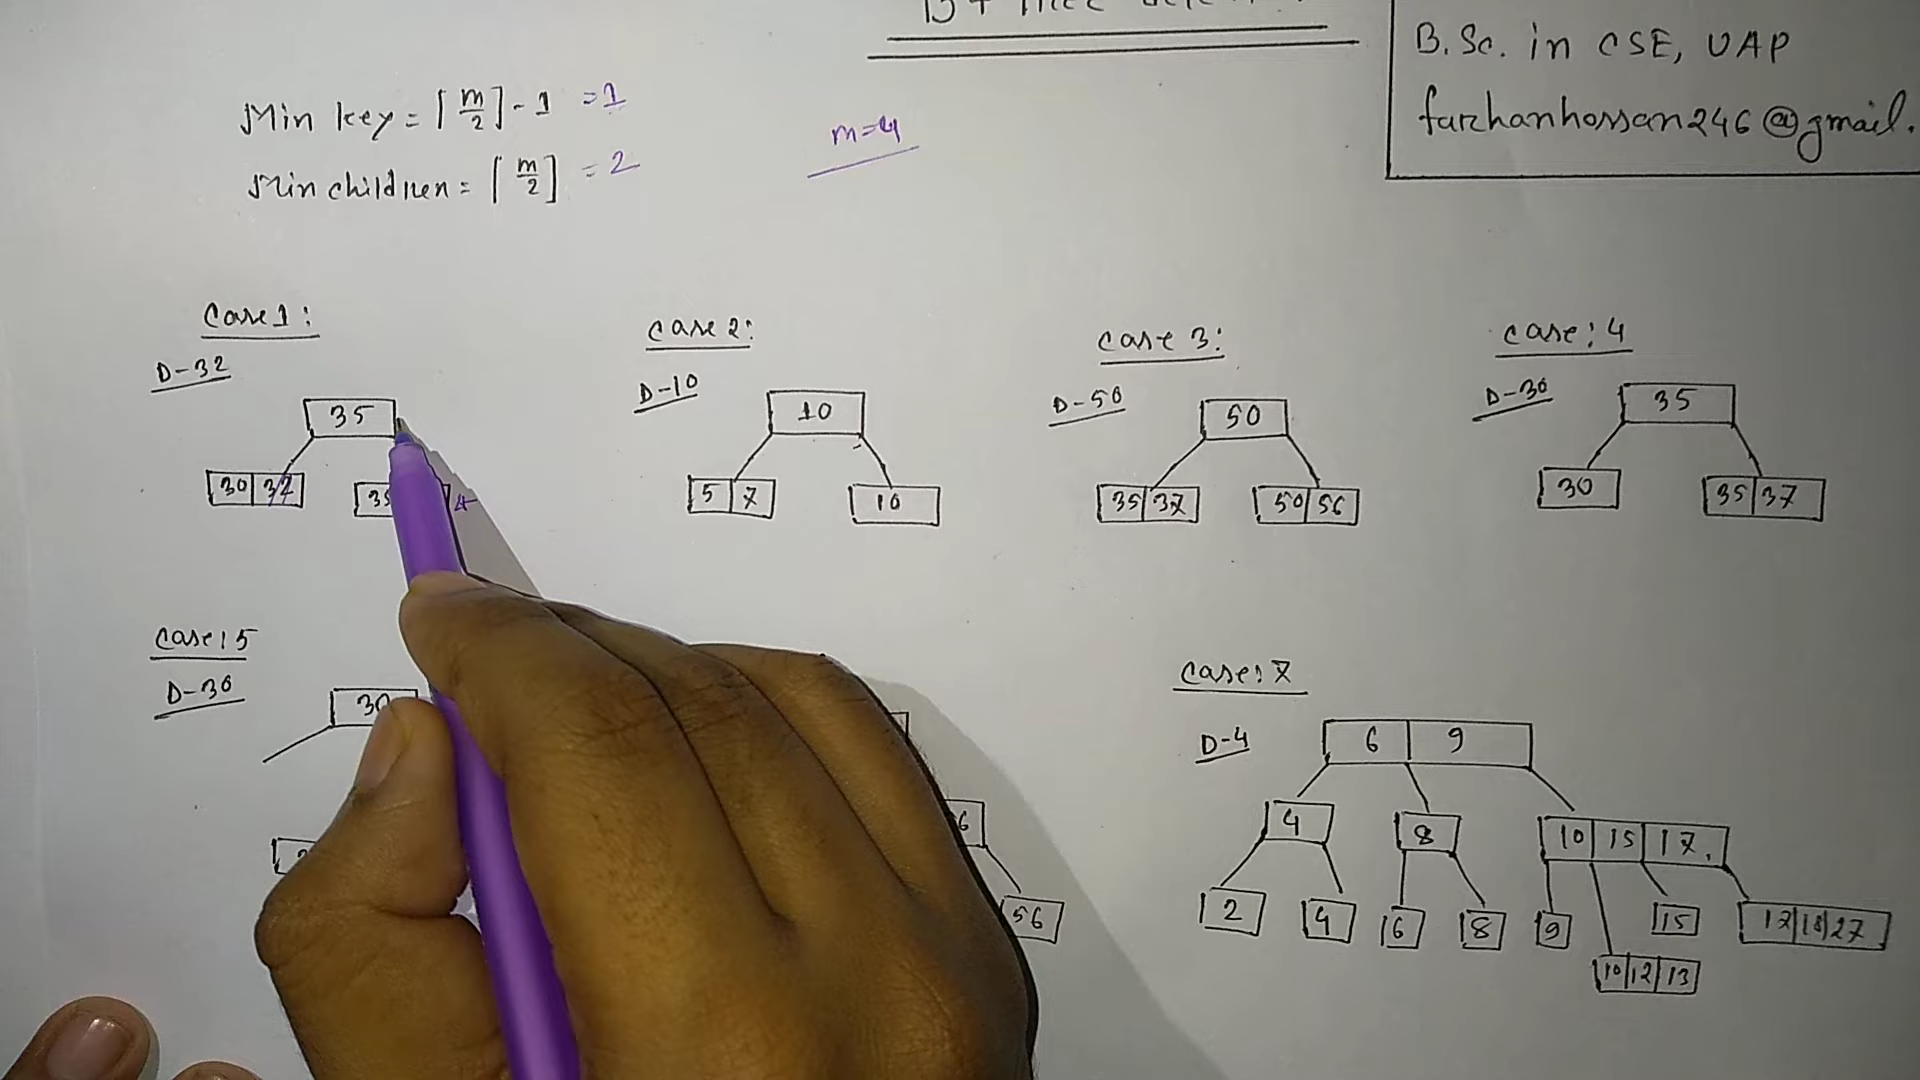 B+ Tree
B. Sc. in CSE, UAP
farhanhossan246@gmail.
Min key = ⌈m/2⌉ - 1 = 1
m=4
Min children = ⌈m/2⌉ = 2
Case 1:
D-32
35
30 32
Case 2:
D-10
10
5 7
10
Case 3:
D-50
50
35 37
50 56
Case: 4
D-30
35
30
35 37
Case: 5
D-30
30
56
Case: 7
D-4
6 9
4
8
10 15 17
2
4
6
8
9
15
17 18 27
10 12 13